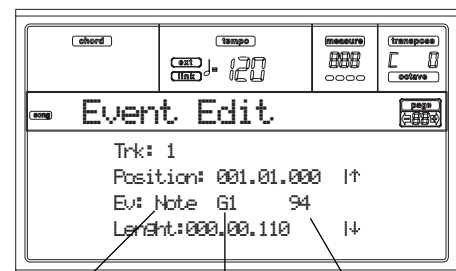 chord tempo measure transpose
ext link ♩= 120 888 C 0
octave
song Event Edit page 88
Trk: 1
Position: 001.01.000 |↑
Ev: Note G1 94
Lenght:000.00.110 |↓